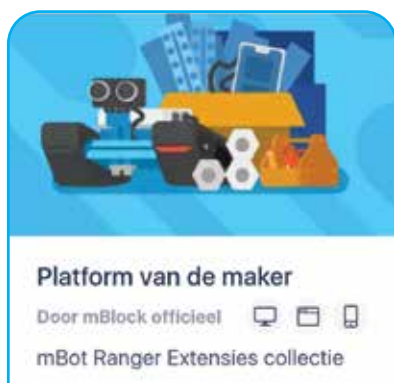 Platform van de maker
Door mBlock officieel
mBot Ranger Extensies collectie